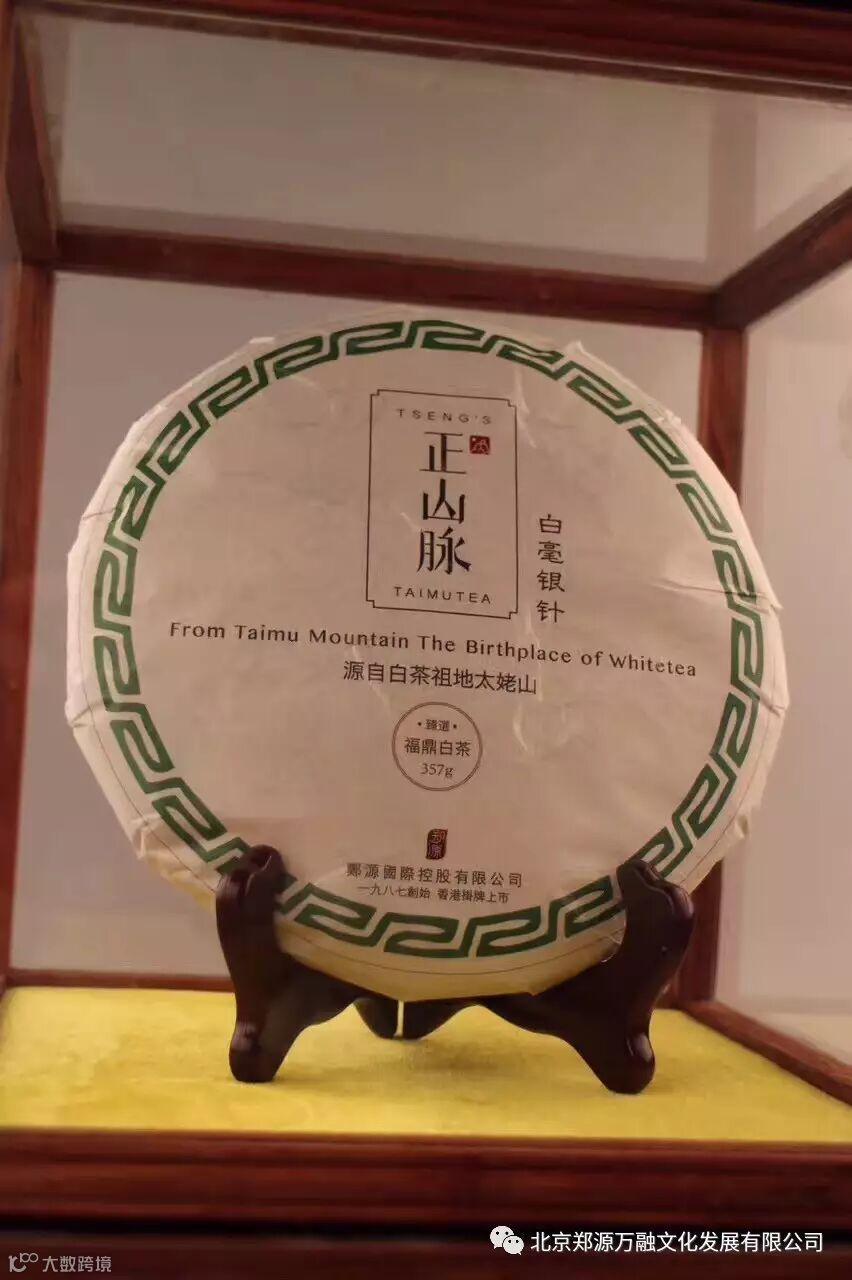 TSENG'S
正山脉
TAIMUTEA
白毫银针
From Taimu Mountain The Birthplace of Whitetea
源自白茶祖地太姥山
•臻選•
福鼎白茶
357g
鄭源國際控股有限公司
一九八七創始 香港掛牌上市
北京郑源万融文化发展有限公司
大数跨境